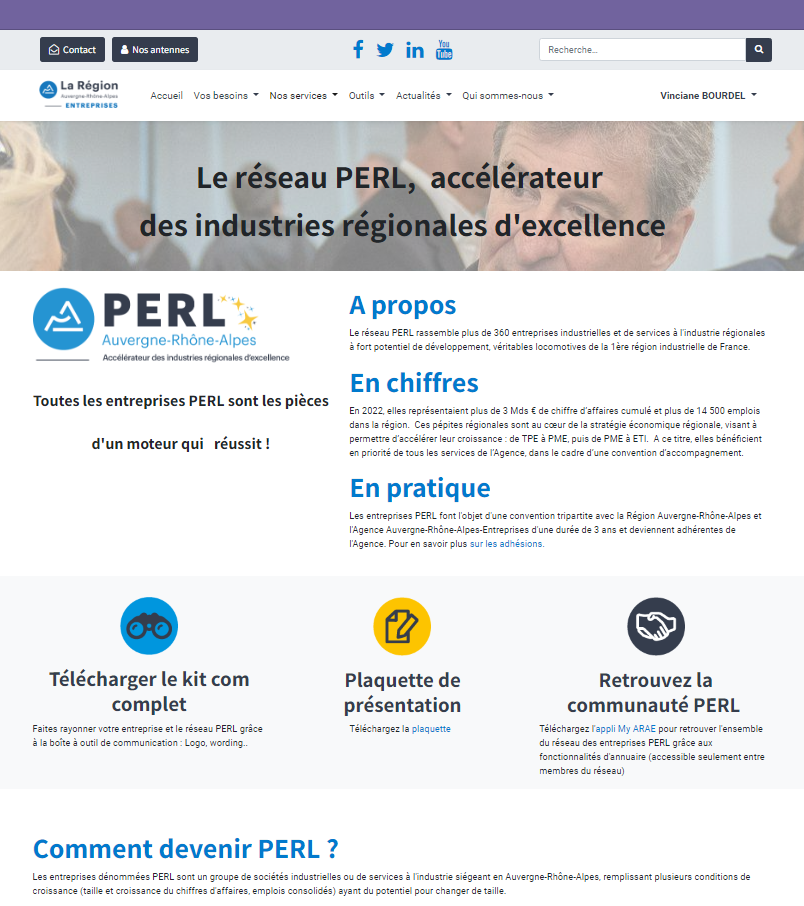 Contact
Nos antennes
You
Tube
Recherche...
La Région
Auvergne-Rhône-Alpes
ENTREPRISES
Accueil
Vos besoins
Nos services
Outils
Actualités
Qui sommes-nous
Vinciane BOURDEL
Le réseau PERL, accélérateur
des industries régionales d'excellence
PERL
Auvergne-Rhône-Alpes
Accélérateur des industries régionales d'excellence
Toutes les entreprises PERL sont les pièces
d'un moteur qui réussit !
A propos
Le réseau PERL rassemble plus de 360 entreprises industrielles et de services à l'industrie régionales
à fort potentiel de développement, véritables locomotives de la 1ère région industrielle de France.
En chiffres
En 2022, elles représentaient plus de 3 Mds € de chiffre d'affaires cumulé et plus de 14 500 emplois
dans la région. Ces pépites régionales sont au cœur de la stratégie économique régionale, visant à
permettre d'accélérer leur croissance : de TPE à PME, puis de PME à ETI. A ce titre, elles bénéficient
en priorité de tous les services de l'Agence, dans le cadre d'une convention d'accompagnement.
En pratique
Les entreprises PERL font l'objet d'une convention tripartite avec la Région Auvergne-Rhône-Alpes et
l'Agence Auvergne-Rhône-Alpes-Entreprises d'une durée de 3 ans et deviennent adhérentes de
l'Agence. Pour en savoir plus sur les adhésions.
Télécharger le kit com
complet
Faites rayonner votre entreprise et le réseau PERL grâce
à la boîte à outil de communication : Logo, wording..
Plaquette de
présentation
Téléchargez la plaquette
Retrouvez la
communauté PERL
Téléchargez l'appli My ARAE pour retrouver l'ensemble
du réseau des entreprises PERL grâce aux
fonctionnalités d'annuaire (accessible seulement entre
membres du réseau)
Comment devenir PERL ?
Les entreprises dénommées PERL sont un groupe de sociétés industrielles ou de services à l'industrie siégeant en Auvergne-Rhône-Alpes, remplissant plusieurs conditions de
croissance (taille et croissance du chiffres d'affaires, emplois consolidés) ayant du potentiel pour changer de taille.